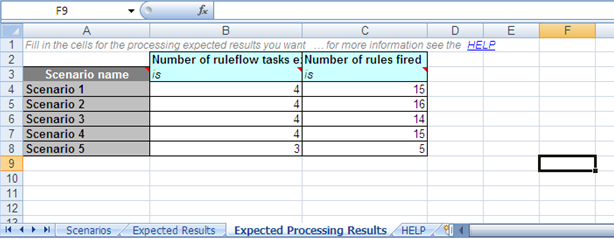 F9 fx
A B C D E F
1 Fill in the cells for the processing expected results you want ... for more information see the HELP
2 Number of ruleflow tasks e Number of rules fired
3 Scenario name is is
4 Scenario 1 4 15
5 Scenario 2 4 16
6 Scenario 3 4 14
7 Scenario 4 4 15
8 Scenario 5 3 5
9
10
11
12
13
Scenarios Expected Results Expected Processing Results HELP